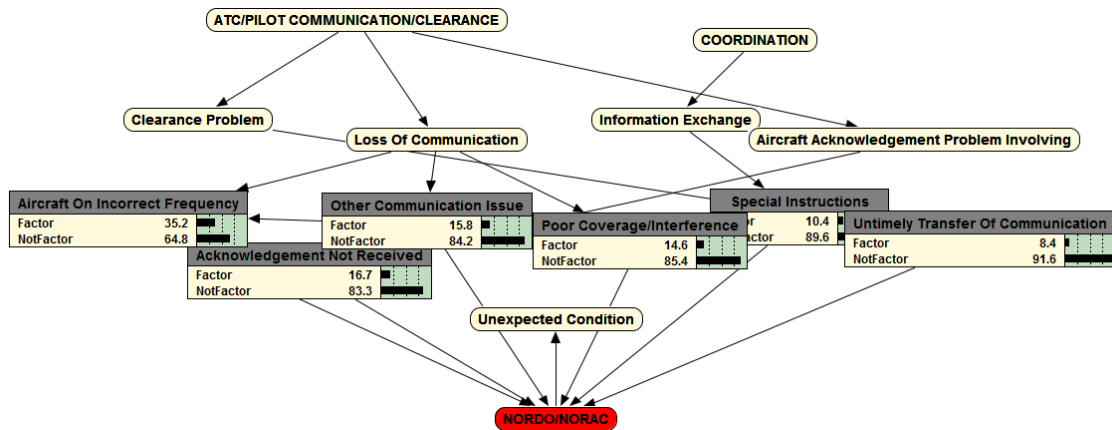 ATC/PILOT COMMUNICATION/CLEARANCE
COORDINATION
Clearance Problem
Information Exchange
Loss Of Communication
Aircraft Acknowledgement Problem Involving
Aircraft On Incorrect Frequency
Factor 35.2
NotFactor 64.8
Other Communication Issue
Factor 15.8
NotFactor 84.2
Special Instructions
10.4
89.6
Poor Coverage/Interference
Factor 14.6
NotFactor 85.4
Untimely Transfer Of Communication
Factor 8.4
NotFactor 91.6
Acknowledgement Not Received
Factor 16.7
NotFactor 83.3
Unexpected Condition
NORDO/NORAC